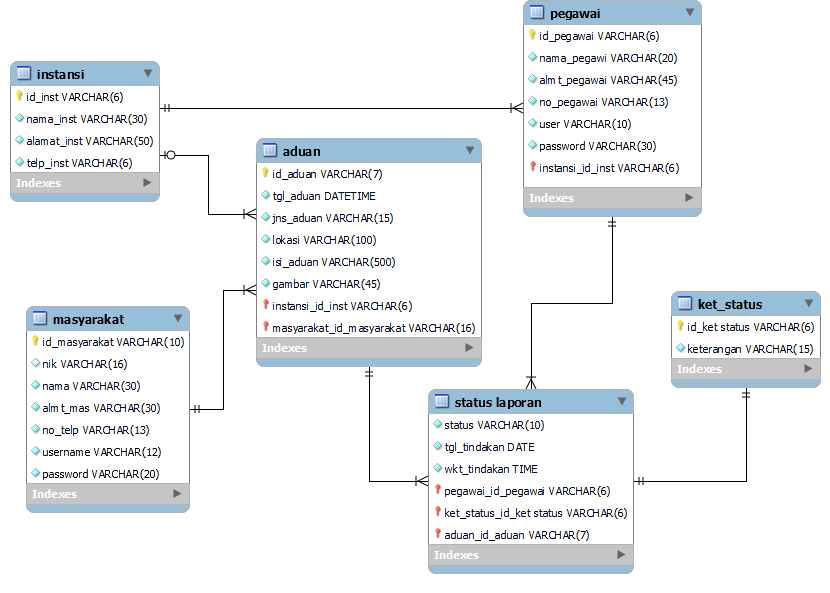 pegawai
id_pegawai VARCHAR(6)
nama_pegawi VARCHAR(20)
almt_pegawai VARCHAR(45)
no_pegawai VARCHAR(13)
user VARCHAR(10)
password VARCHAR(30)
instansi_id_inst VARCHAR(6)
Indexes
instansi
id_inst VARCHAR(6)
nama_inst VARCHAR(30)
alamat_inst VARCHAR(50)
telp_inst VARCHAR(6)
Indexes
aduan
id_aduan VARCHAR(7)
tgl_aduan DATETIME
jns_aduan VARCHAR(15)
lokasi VARCHAR(100)
isi_aduan VARCHAR(500)
gambar VARCHAR(45)
instansi_id_inst VARCHAR(6)
masyarakat_id_masyarakat VARCHAR(16)
Indexes
masyarakat
id_masyarakat VARCHAR(10)
nik VARCHAR(16)
nama VARCHAR(30)
almt_mas VARCHAR(30)
no_telp VARCHAR(13)
username VARCHAR(12)
password VARCHAR(20)
Indexes
ket_status
id_ket status VARCHAR(6)
keterangan VARCHAR(15)
Indexes
status laporan
status VARCHAR(10)
tgl_tindakan DATE
wkt_tindakan TIME
pegawai_id_pegawai VARCHAR(6)
ket_status_id_ket status VARCHAR(6)
aduan_id_aduan VARCHAR(7)
Indexes